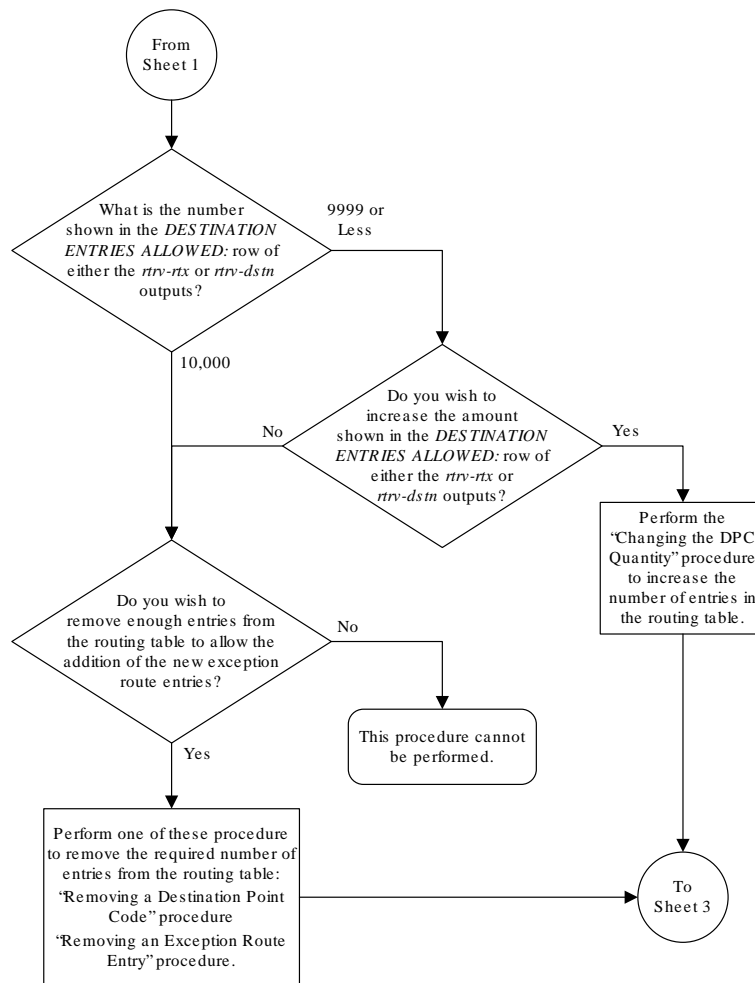 From
Sheet 1
What is the number
shown in the DESTINATION
ENTRIES ALLOWED: row of
either the rtrv-rtx or rtrv-dstn
outputs?
9999 or
Less
10,000
Do you wish to
increase the amount
shown in the DESTINATION
ENTRIES ALLOWED: row of
either the rtrv-rtx or
rtrv-dstn outputs?
No
Yes
Perform the
“Changing the DPC
Quantity” procedure
to increase the
number of entries in
the routing table.
Do you wish to
remove enough entries from
the routing table to allow the
addition of the new exception
route entries?
No
This procedure cannot
be performed.
Yes
Perform one of these procedure
to remove the required number of
entries from the routing table:
“Removing a Destination Point
Code” procedure
“Removing an Exception Route
Entry” procedure.
To
Sheet 3